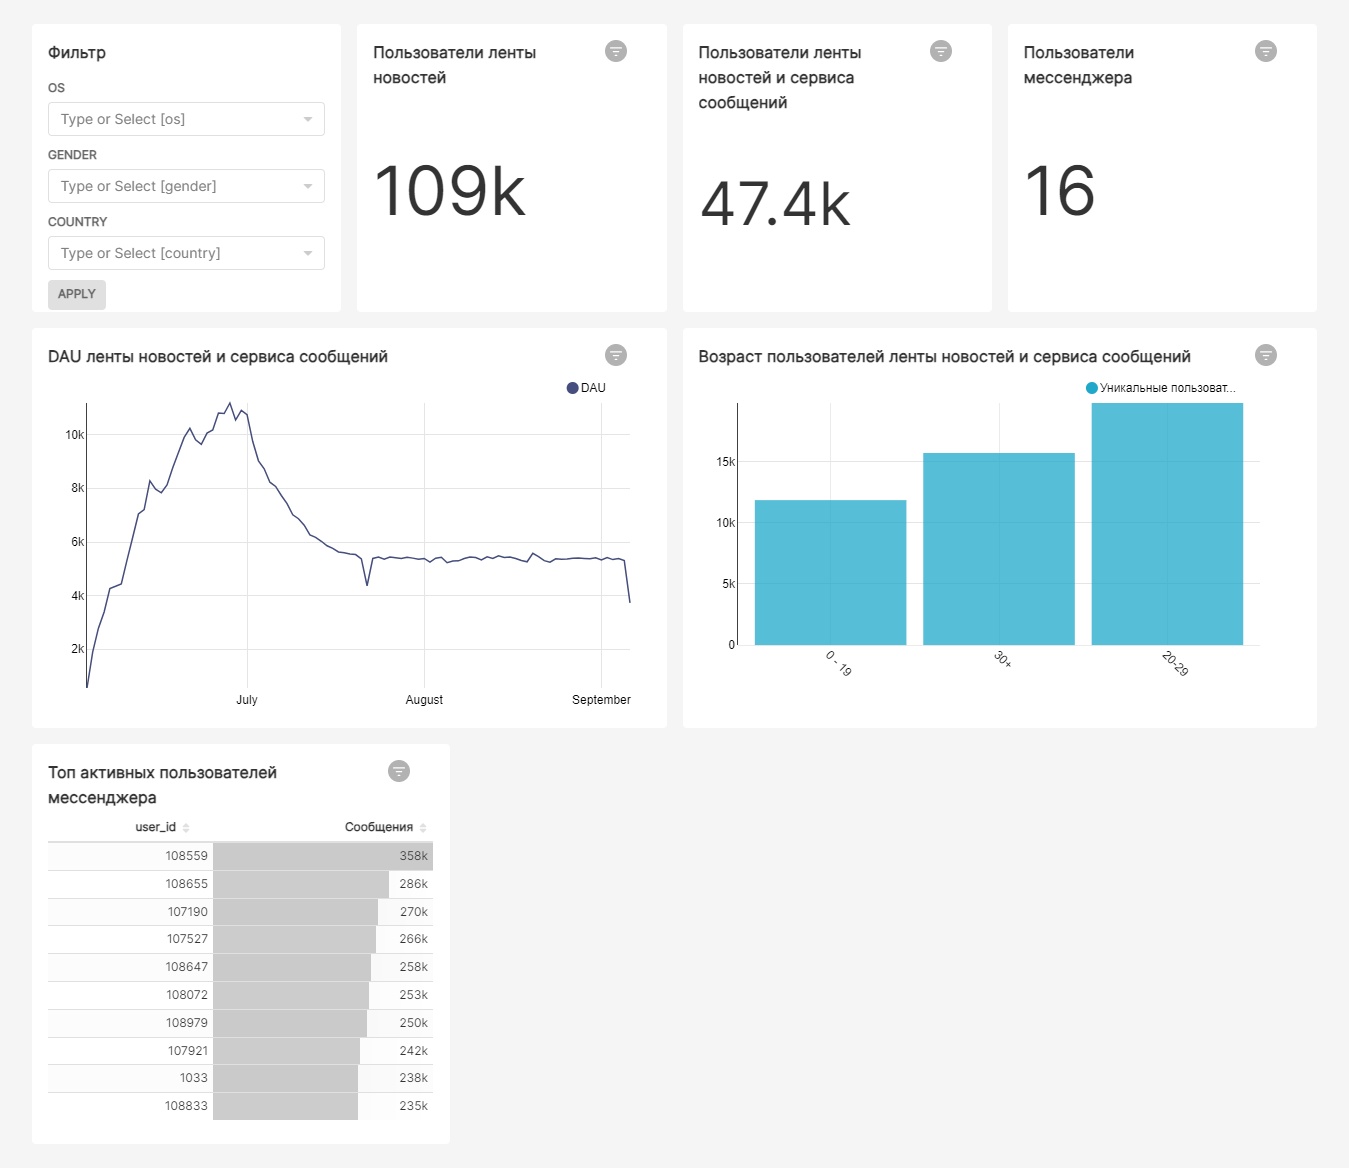 Фильтр
OS
Type or Select [os]
GENDER
Type or Select [gender]
COUNTRY
Type or Select [country]
APPLY
Пользователи ленты
новостей
109k
Пользователи ленты
новостей и сервиса
сообщений
47.4k
Пользователи
мессенджера
16
DAU ленты новостей и сервиса сообщений
DAU
10k
8k
6k
4k
2k
July August September
Возраст пользователей ленты новостей и сервиса сообщений
Уникальные пользоват...
15k
10k
5k
0
0 - 19 30+ 20-29
Топ активных пользователей
мессенджера
user_id Сообщения
108559 358k
108655 286k
107190 270k
107527 266k
108647 258k
108072 253k
108979 250k
107921 242k
1033 238k
108833 235k